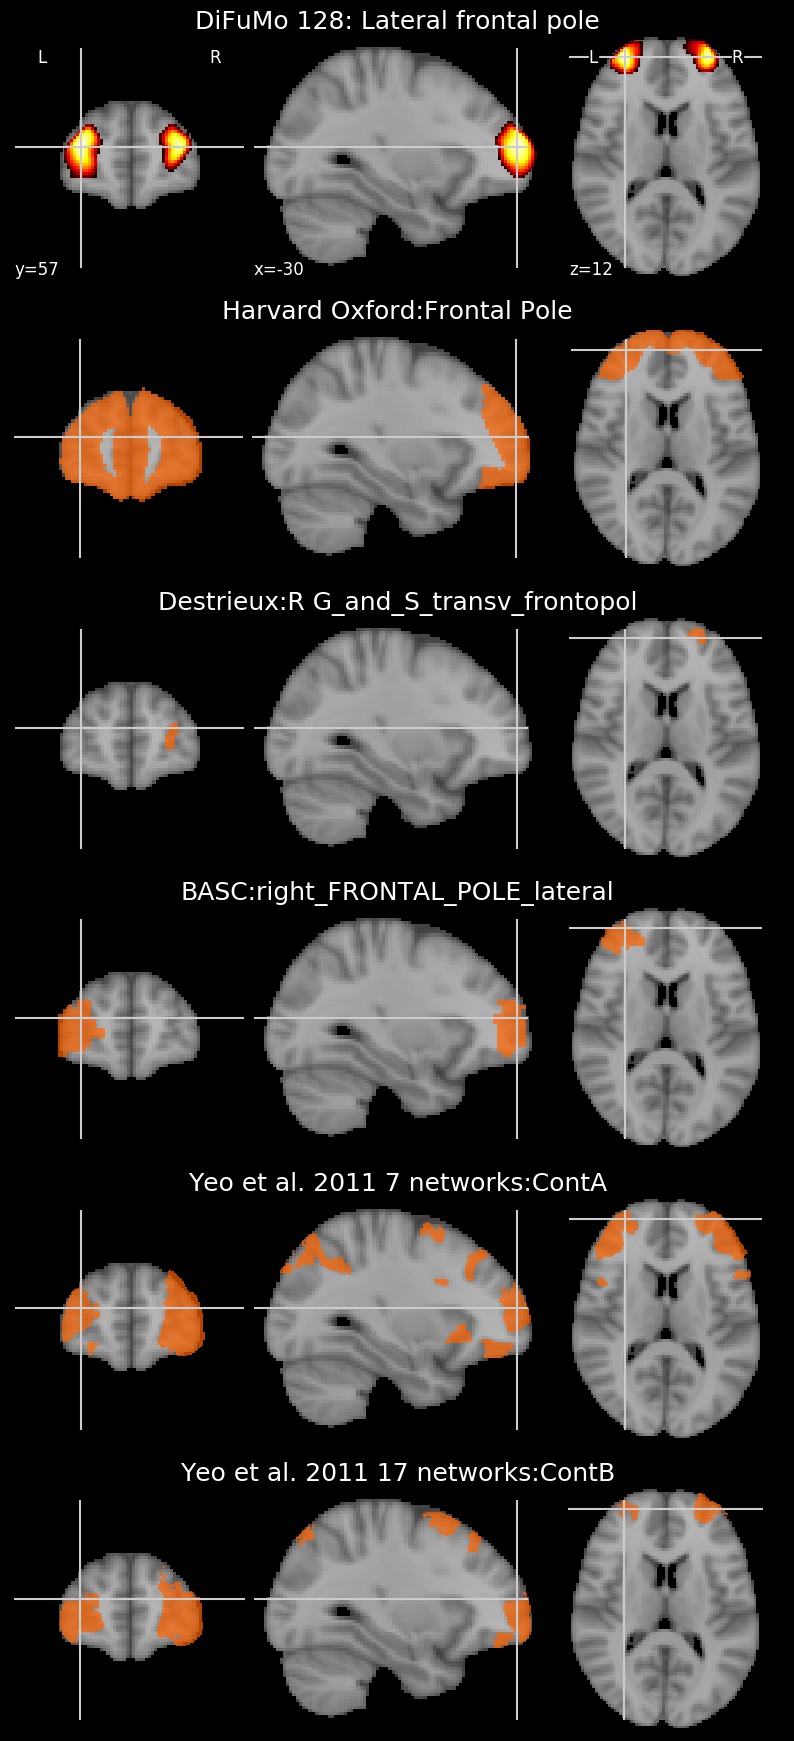 DiFuMo 128: Lateral frontal pole
L R L R
y=57 x=-30 z=12
Harvard Oxford:Frontal Pole
Destrieux:R G_and_S_transv_frontopol
BASC:right_FRONTAL_POLE_lateral
Yeo et al. 2011 7 networks:ContA
Yeo et al. 2011 17 networks:ContB